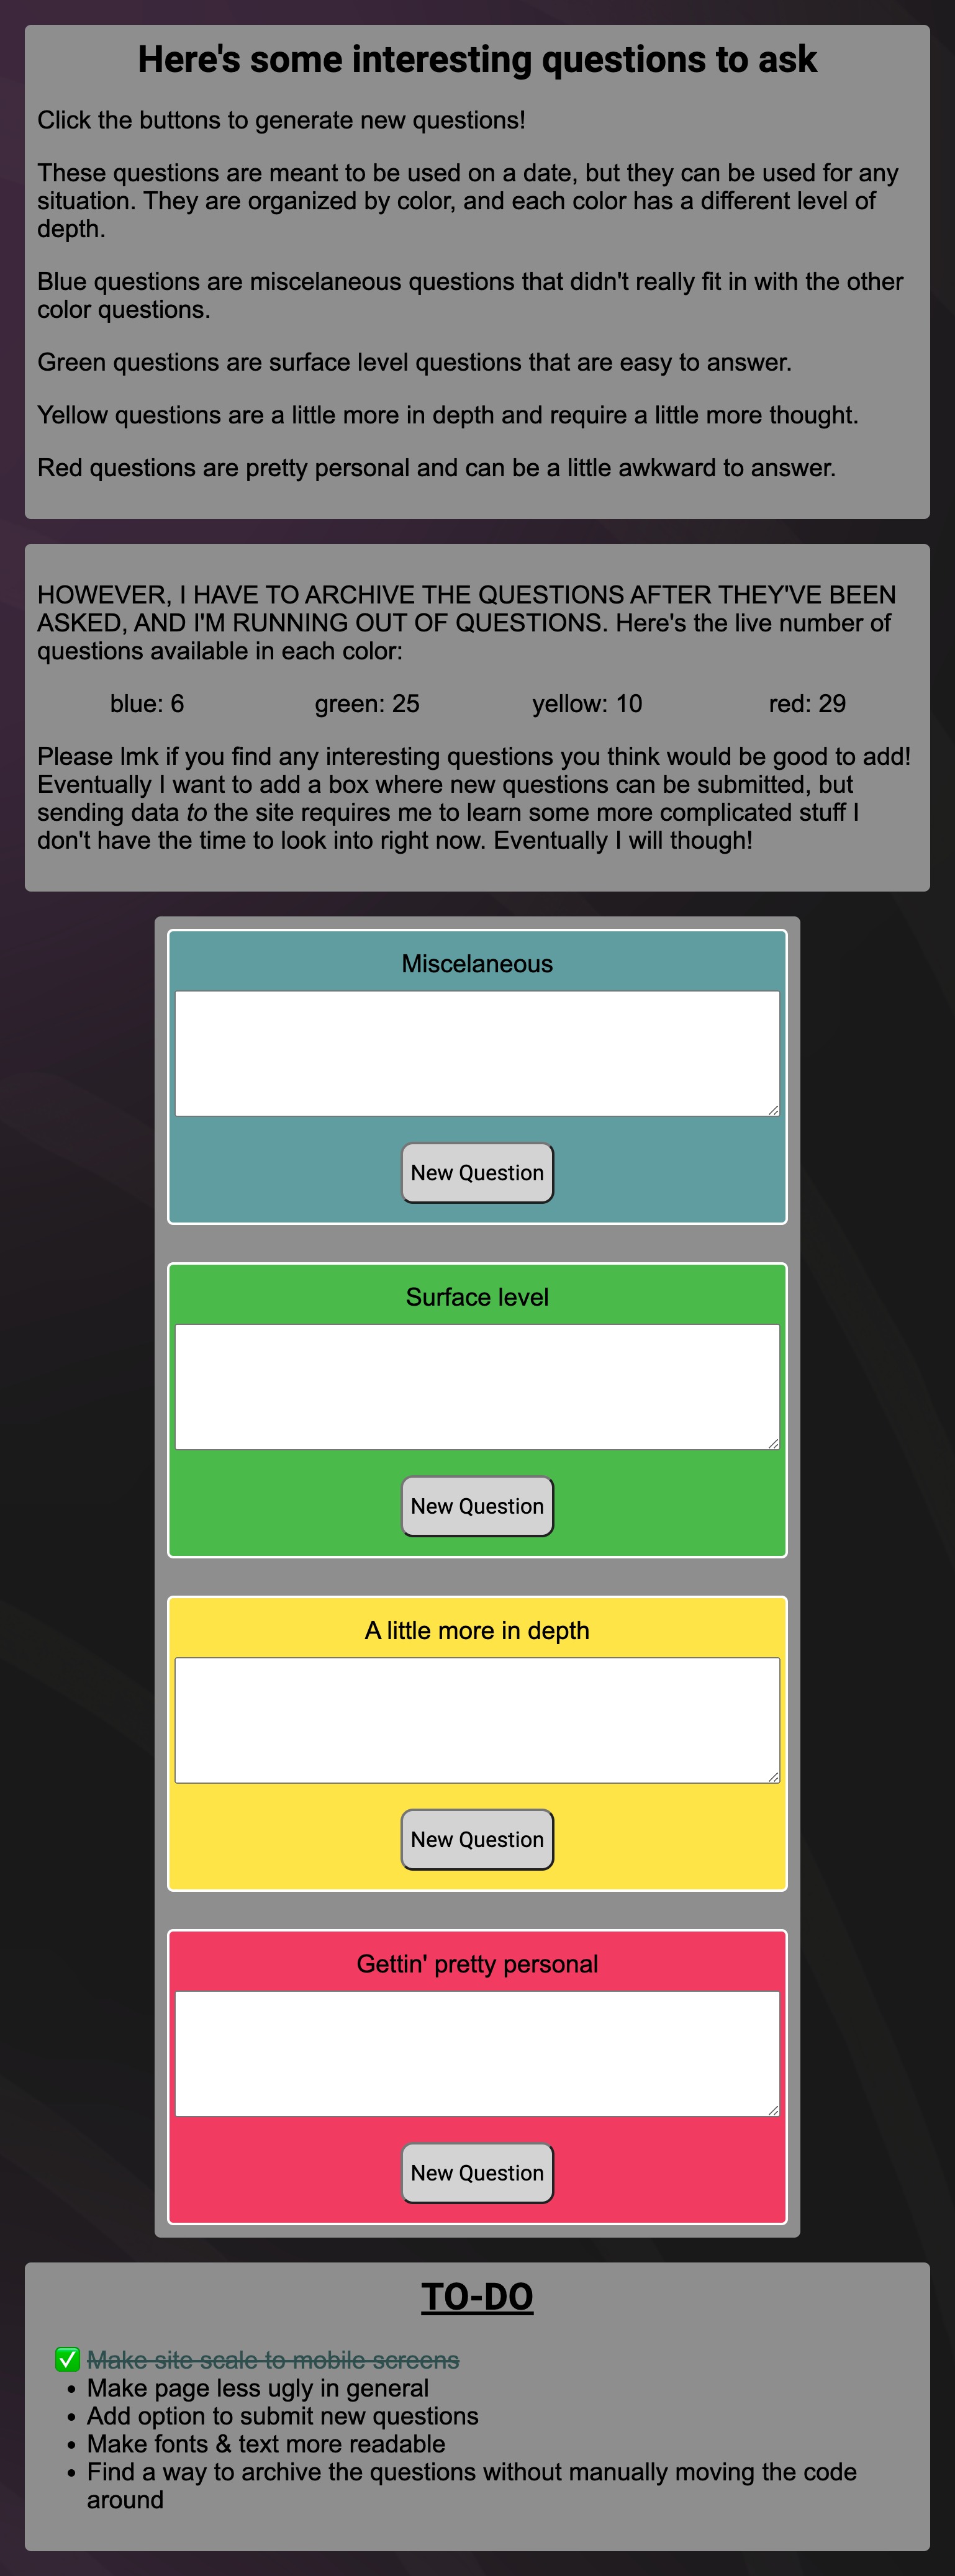 Here's some interesting questions to ask
Click the buttons to generate new questions!
These questions are meant to be used on a date, but they can be used for any
situation. They are organized by color, and each color has a different level of
depth.
Blue questions are miscelaneous questions that didn't really fit in with the other
color questions.
Green questions are surface level questions that are easy to answer.
Yellow questions are a little more in depth and require a little more thought.
Red questions are pretty personal and can be a little awkward to answer.
HOWEVER, I HAVE TO ARCHIVE THE QUESTIONS AFTER THEY'VE BEEN
ASKED, AND I'M RUNNING OUT OF QUESTIONS. Here's the live number of
questions available in each color:
blue: 6 green: 25 yellow: 10 red: 29
Please lmk if you find any interesting questions you think would be good to add!
Eventually I want to add a box where new questions can be submitted, but
sending data to the site requires me to learn some more complicated stuff I
don't have the time to look into right now. Eventually I will though!
Miscelaneous
New Question
Surface level
New Question
A little more in depth
New Question
Gettin' pretty personal
New Question
TO-DO
✅ Make site scale to mobile screens
• Make page less ugly in general
• Add option to submit new questions
• Make fonts & text more readable
• Find a way to archive the questions without manually moving the code
around